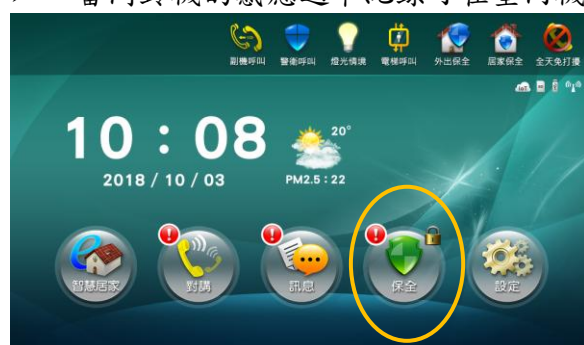 副機呼叫 警衛呼叫 燈光情境 電梯呼叫 外出保全 居家保全 全天免打擾
IoT
10 : 08
20°
2018 / 10 / 03 PM2.5 : 22
智慧居家 對講 訊息 保全 設定